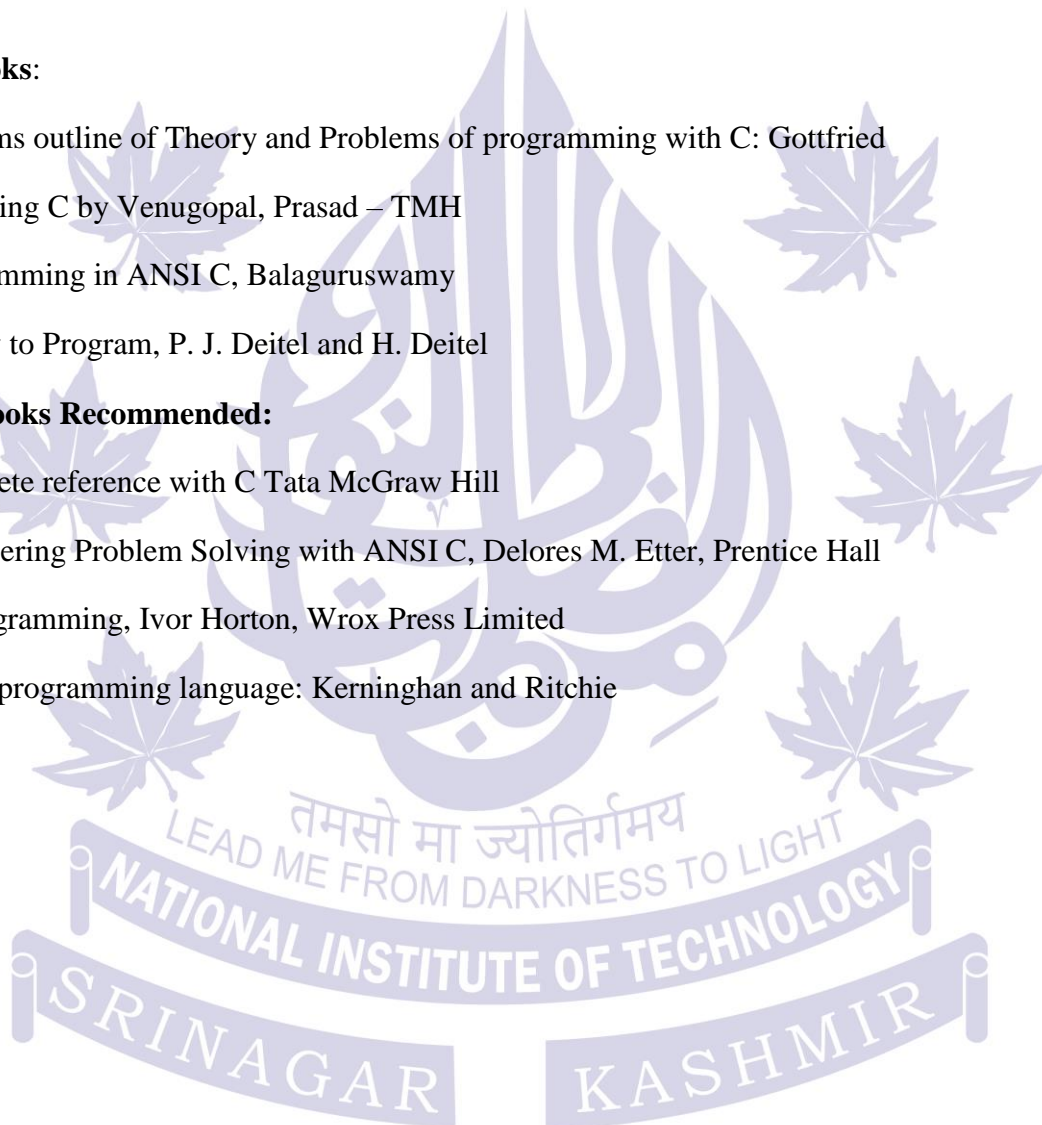 oks:
ms outline of Theory and Problems of programming with C: Gottfried
ing C by Venugopal, Prasad – TMH
mming in ANSI C, Balaguruswamy
to Program, P. J. Deitel and H. Deitel
ooks Recommended:
ete reference with C Tata McGraw Hill
ering Problem Solving with ANSI C, Delores M. Etter, Prentice Hall
gramming, Ivor Horton, Wrox Press Limited
programming language: Kerninghan and Ritchie
तमसो मा ज्योतिर्गमय
LEAD ME FROM DARKNESS TO LIGHT
NATIONAL INSTITUTE OF TECHNOLOGY
SRINAGAR KASHMIR